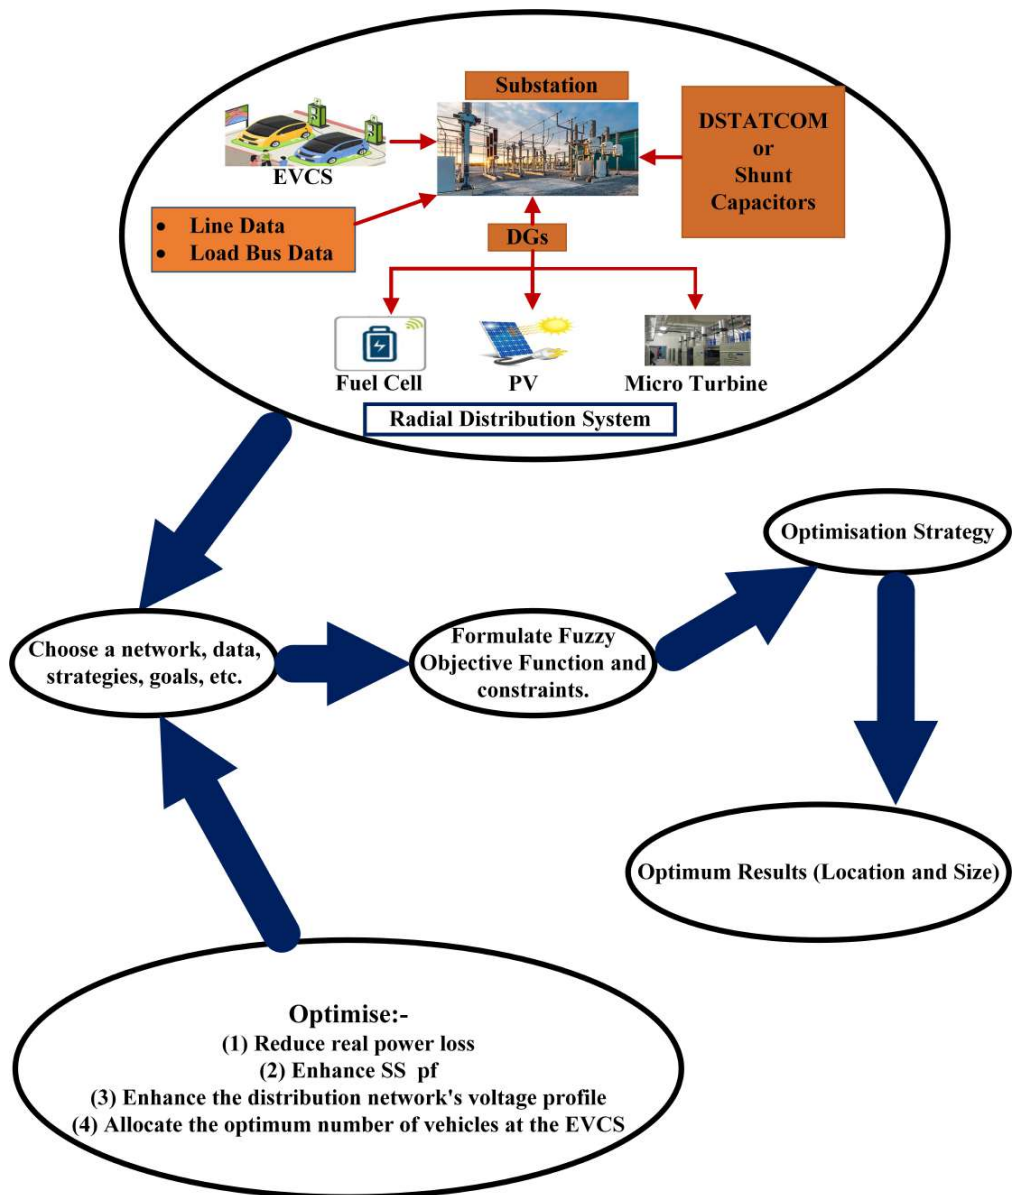 Substation
EVCS
DSTATCOM
or
Shunt
Capacitors
• Line Data
• Load Bus Data
DGs
Fuel Cell
PV
Micro Turbine
Radial Distribution System
Optimisation Strategy
Choose a network, data,
strategies, goals, etc.
Formulate Fuzzy
Objective Function and
constraints.
Optimum Results (Location and Size)
Optimise:-
(1) Reduce real power loss
(2) Enhance SS pf
(3) Enhance the distribution network's voltage profile
(4) Allocate the optimum number of vehicles at the EVCS